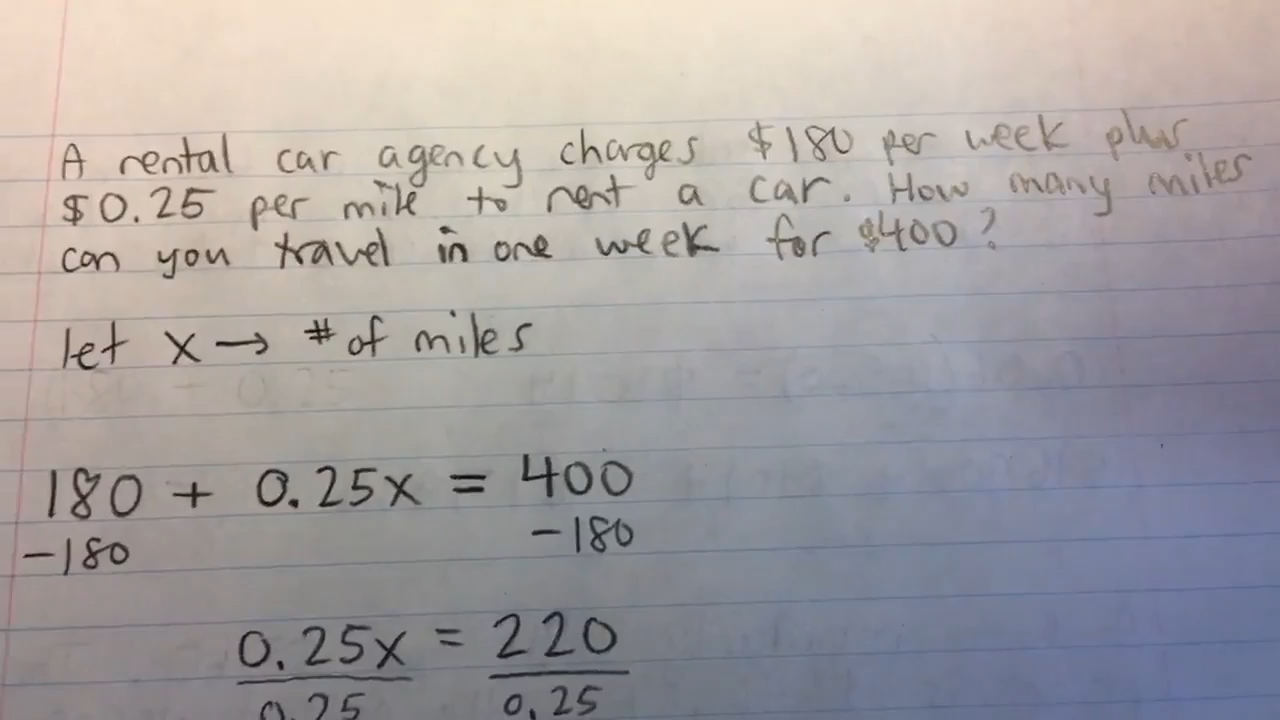 A rental car agency charges $180 per week plus
$0.25 per mile to rent a car. How many miles
can you travel in one week for $400?
let x → # of miles
180 + 0.25x = 400
-180 -180
0.25x = 220
0.25 0.25